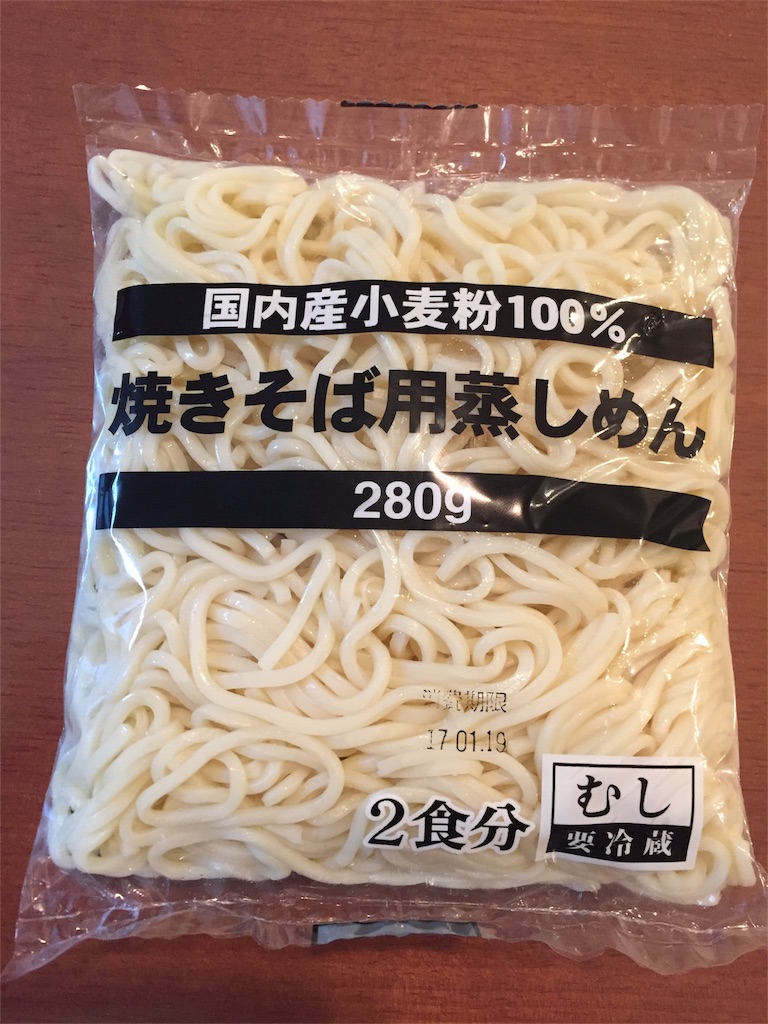 国内産小麦粉100%
焼きそば用蒸しめん
280g
消費期限
17.01.19
2食分
むし
要冷蔵